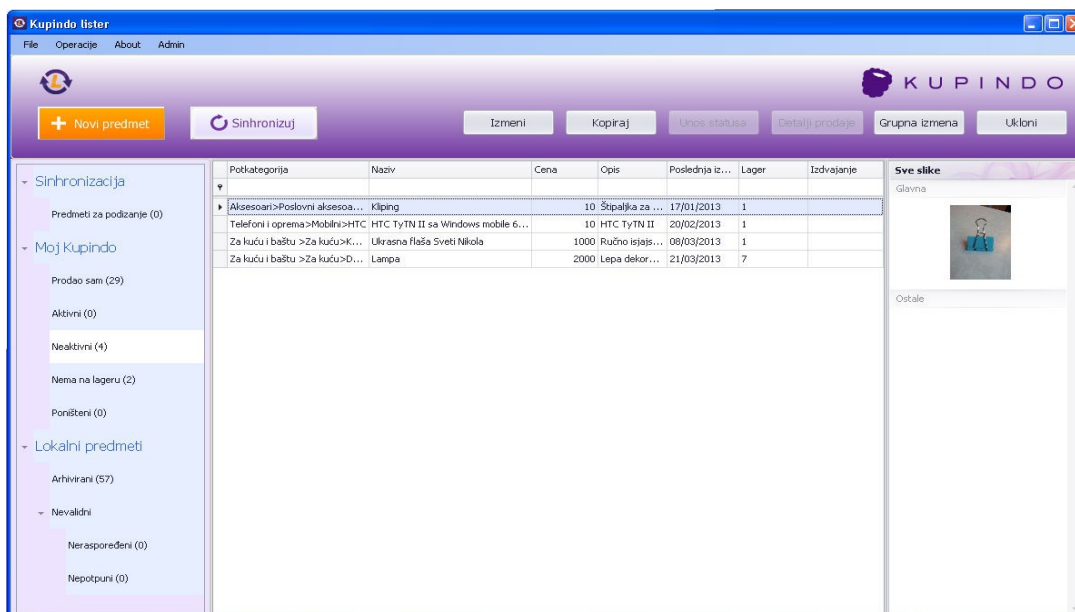 Kupindo lister
File Operacije About Admin
KUPINDO
Novi predmet Sinhronizuj Izmeni Kopiraj Unos statusa Detalji prodaje Grupna izmena Ukloni
Sinhronizacija
Predmeti za podizanje (0)
Moj Kupindo
Prodao sam (29)
Aktivni (0)
Neaktivni (4)
Nema na lageru (2)
Poništeni (0)
Lokalni predmeti
Arhivirani (57)
Nevalidni
Neraspoređeni (0)
Nepotpuni (0)
Potkategorija Naziv Cena Opis Poslednja iz... Lager Izdvajanje
Aksesoari>Poslovni aksesoa... Kliping 10 Štipaljka za ... 17/01/2013 1
Telefoni i oprema>Mobilni>HTC HTC TyTN II sa Windows mobile 6... 10 HTC TyTN II 20/02/2013 1
Za kuću i baštu >Za kuću>K... Ukrasna flaša Sveti Nikola 1000 Ručno isjajs... 08/03/2013 1
Za kuću i baštu >Za kuću>D... Lampa 2000 Lepa dekor... 21/03/2013 7
Sve slike
Glavna
Ostale